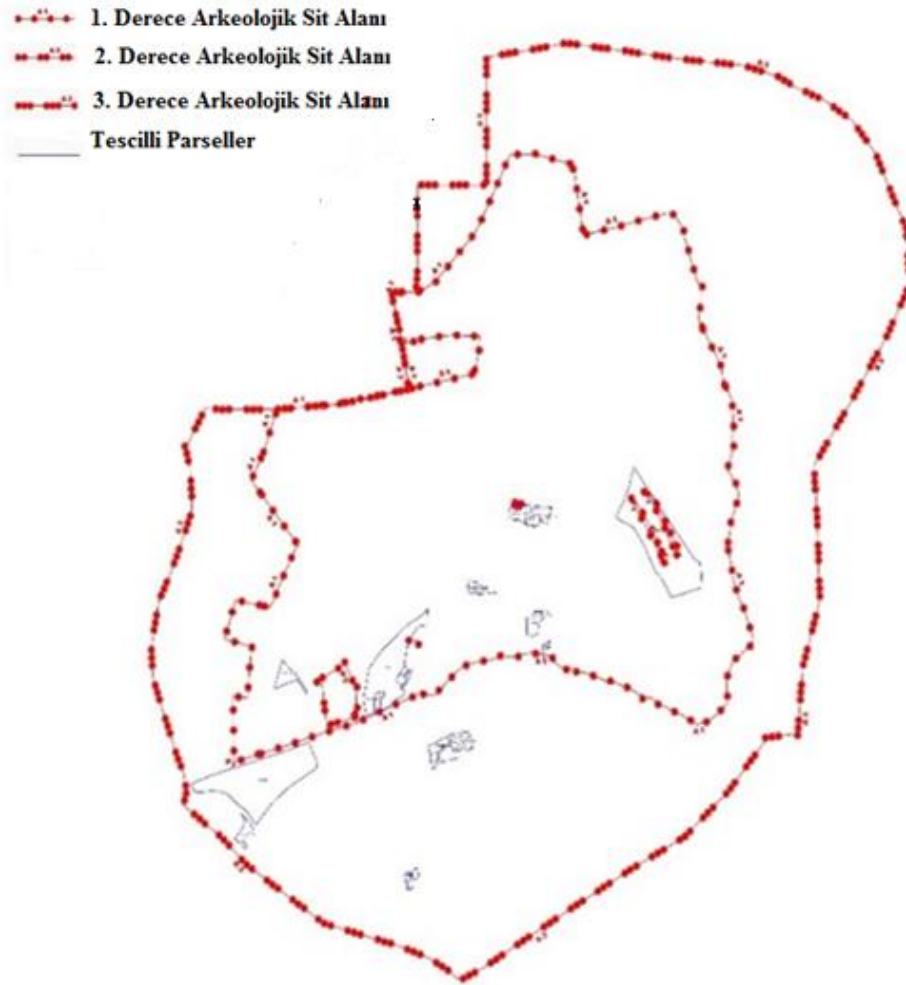 1. Derece Arkeolojik Sit Alanı
2. Derece Arkeolojik Sit Alanı
3. Derece Arkeolojik Sit Alanı
Tescilli Parseller